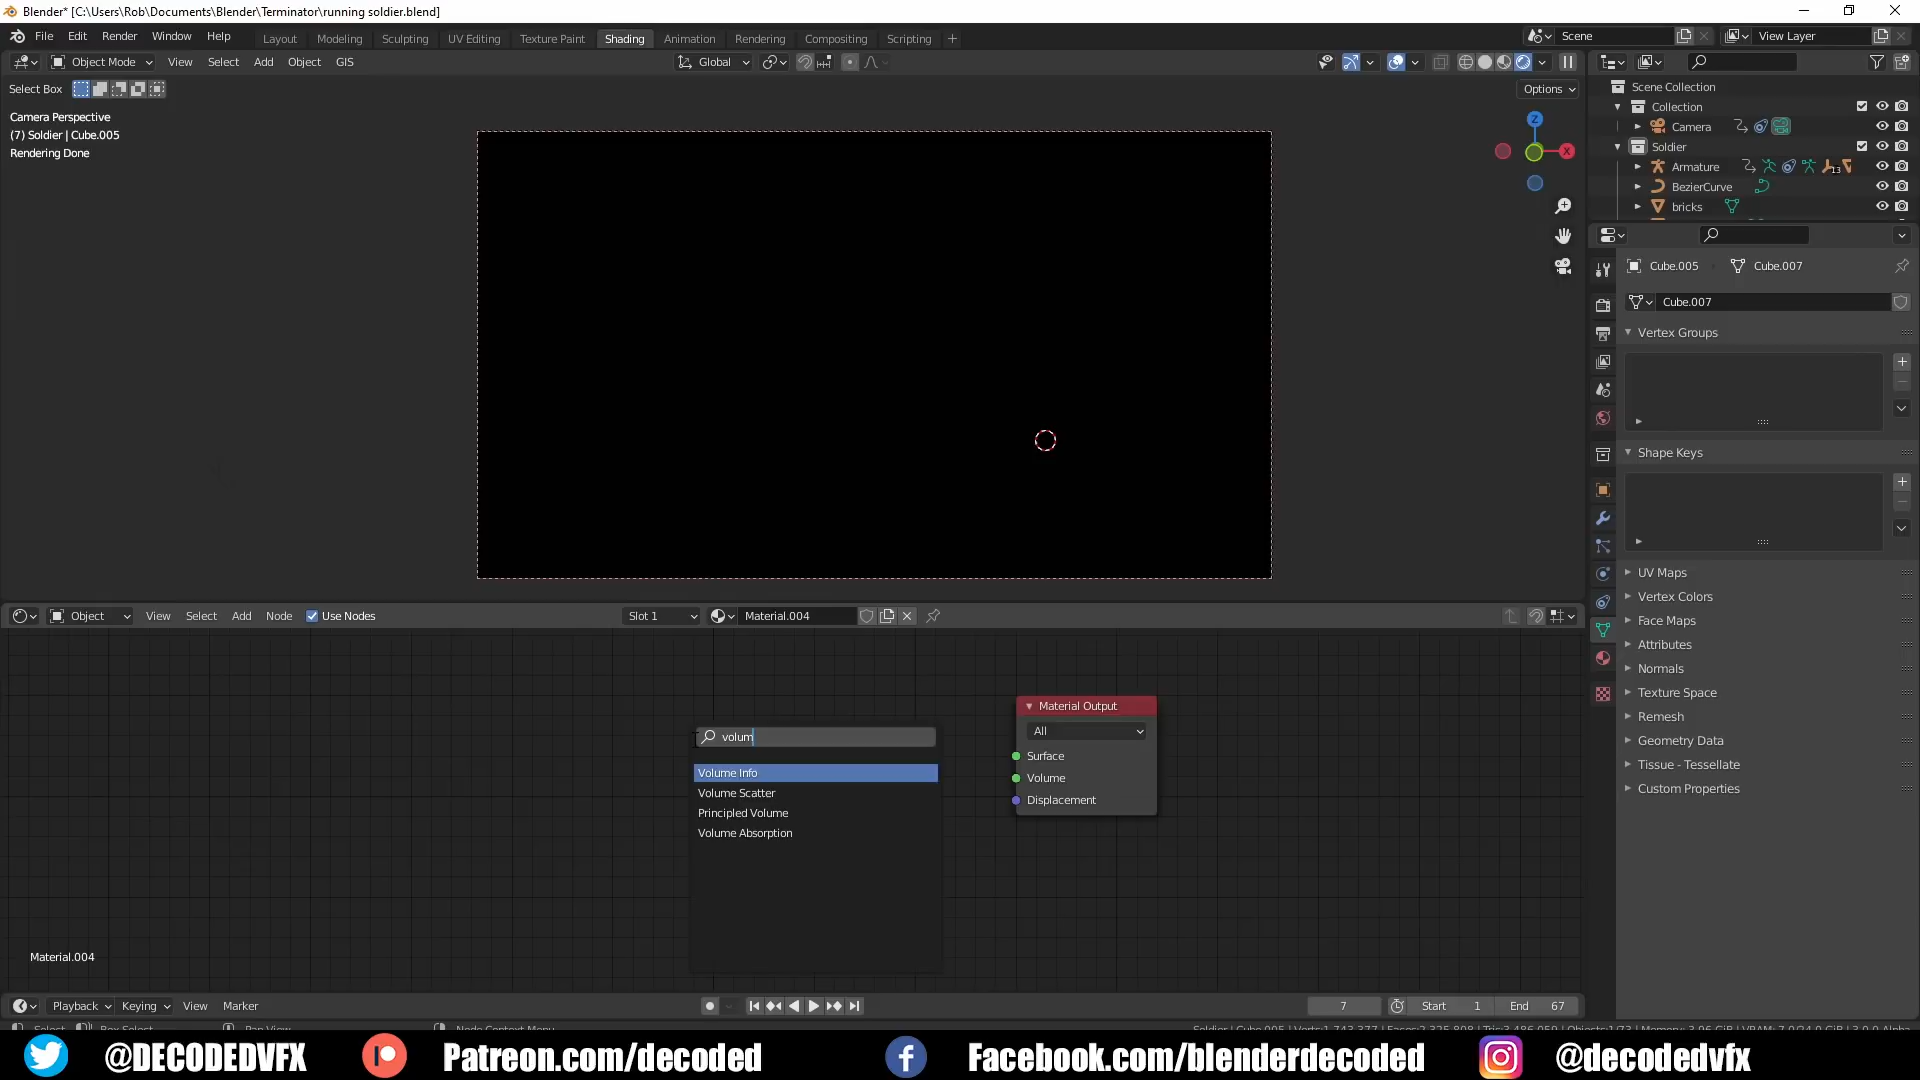 Blender* [C:\Users\Rob\Documents\Blender\Terminator\running soldier.blend]
File Edit Render Window Help Layout Modeling Sculpting UV Editing Texture Paint Shading Animation Rendering Compositing Scripting + Scene View Layer
Object Mode View Select Add Object GIS Global
Select Box Options
Camera Perspective
(7) Soldier | Cube.005
Rendering Done
Z
X
Scene Collection
Collection
Camera
Soldier
Armature 13
BezierCurve
bricks
Cube.005 Cube.007
Cube.007
Vertex Groups
Shape Keys
UV Maps
Vertex Colors
Face Maps
Attributes
Normals
Texture Space
Remesh
Geometry Data
Tissue - Tessellate
Custom Properties
Object View Select Add Node Use Nodes Slot 1 Material.004
Material Output
All
Surface
Volume
Displacement
volum
Volume Info
Volume Scatter
Principled Volume
Volume Absorption
Material.004
Playback Keying View Marker 7 Start 1 End 67
@DECODEDVFX Patreon.com/decoded Facebook.com/blenderdecoded @decodedvfx